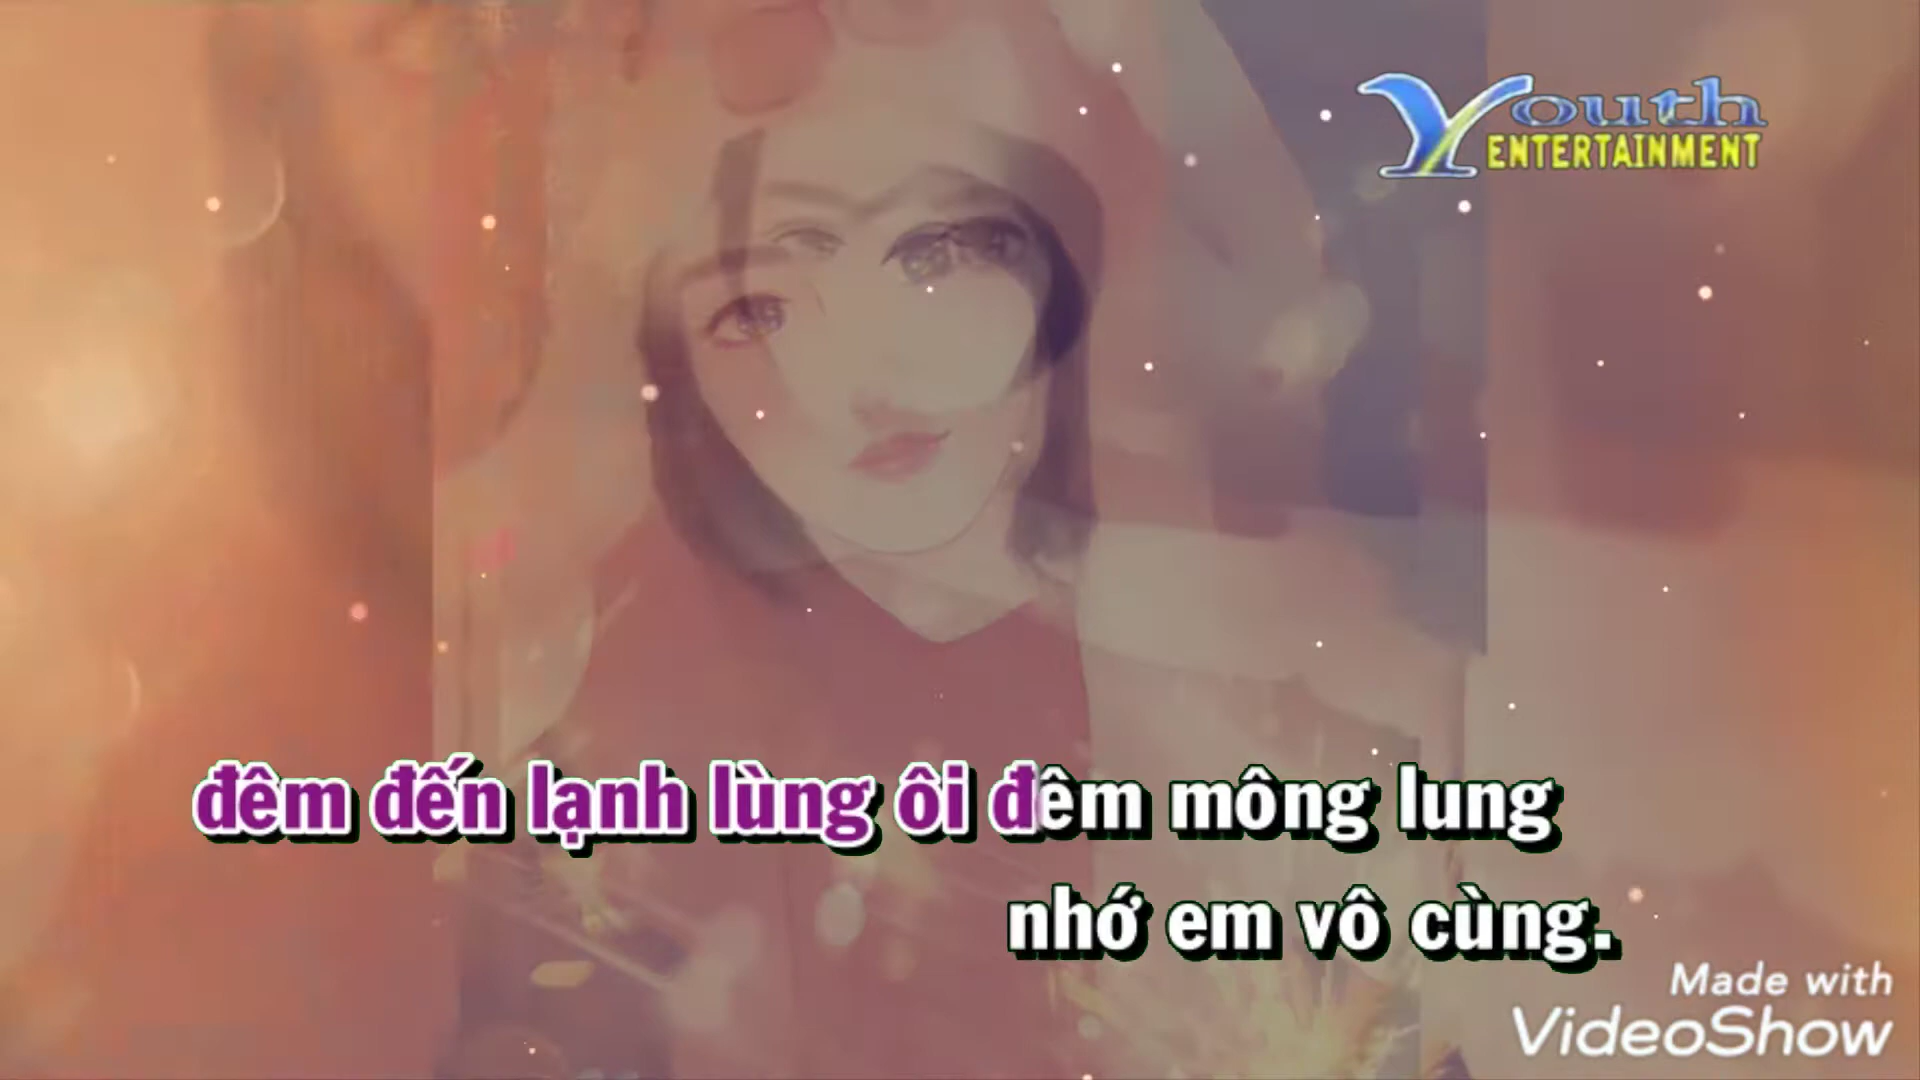 Youth
ENTERTAINMENT
đêm đến lạnh lùng ôi đêm mông lung
nhớ em vô cùng.
Made with
VideoShow